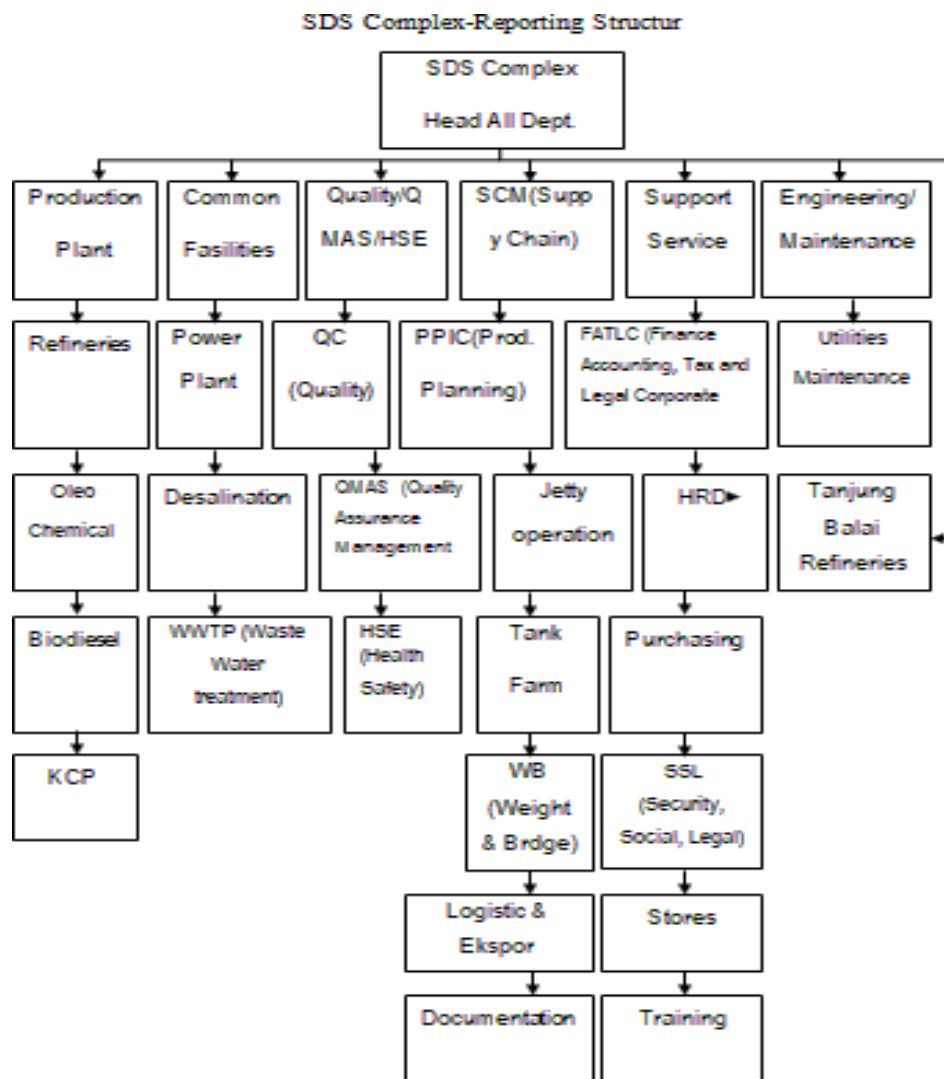 SDS Complex-Reporting Structur
SDS Complex
Head All Dept.
Production
Plant
Common
Fasilities
Quality/Q
MAS/HSE
SCM(Supp
y Chain)
Support
Service
Engineering/
Maintenance
Refineries
Power
Plant
QC
(Quality)
PPIC(Prod.
Planning)
FATLC (Finance
Accounting, Tax and
Legal Corporate
Utilities
Maintenance
Oleo
Chemical
Desalination
QMAS (Quality
Assurance
Management
Jetty
operation
HRD
Tanjung
Balai
Refineries
Biodiesel
WWTP (Waste
Water
treatment)
HSE
(Health
Safety)
Tank
Farm
Purchasing
KCP
WB
(Weight
& Brdge)
SSL
(Security,
Social, Legal)
Logistic &
Ekspor
Stores
Documentation
Training